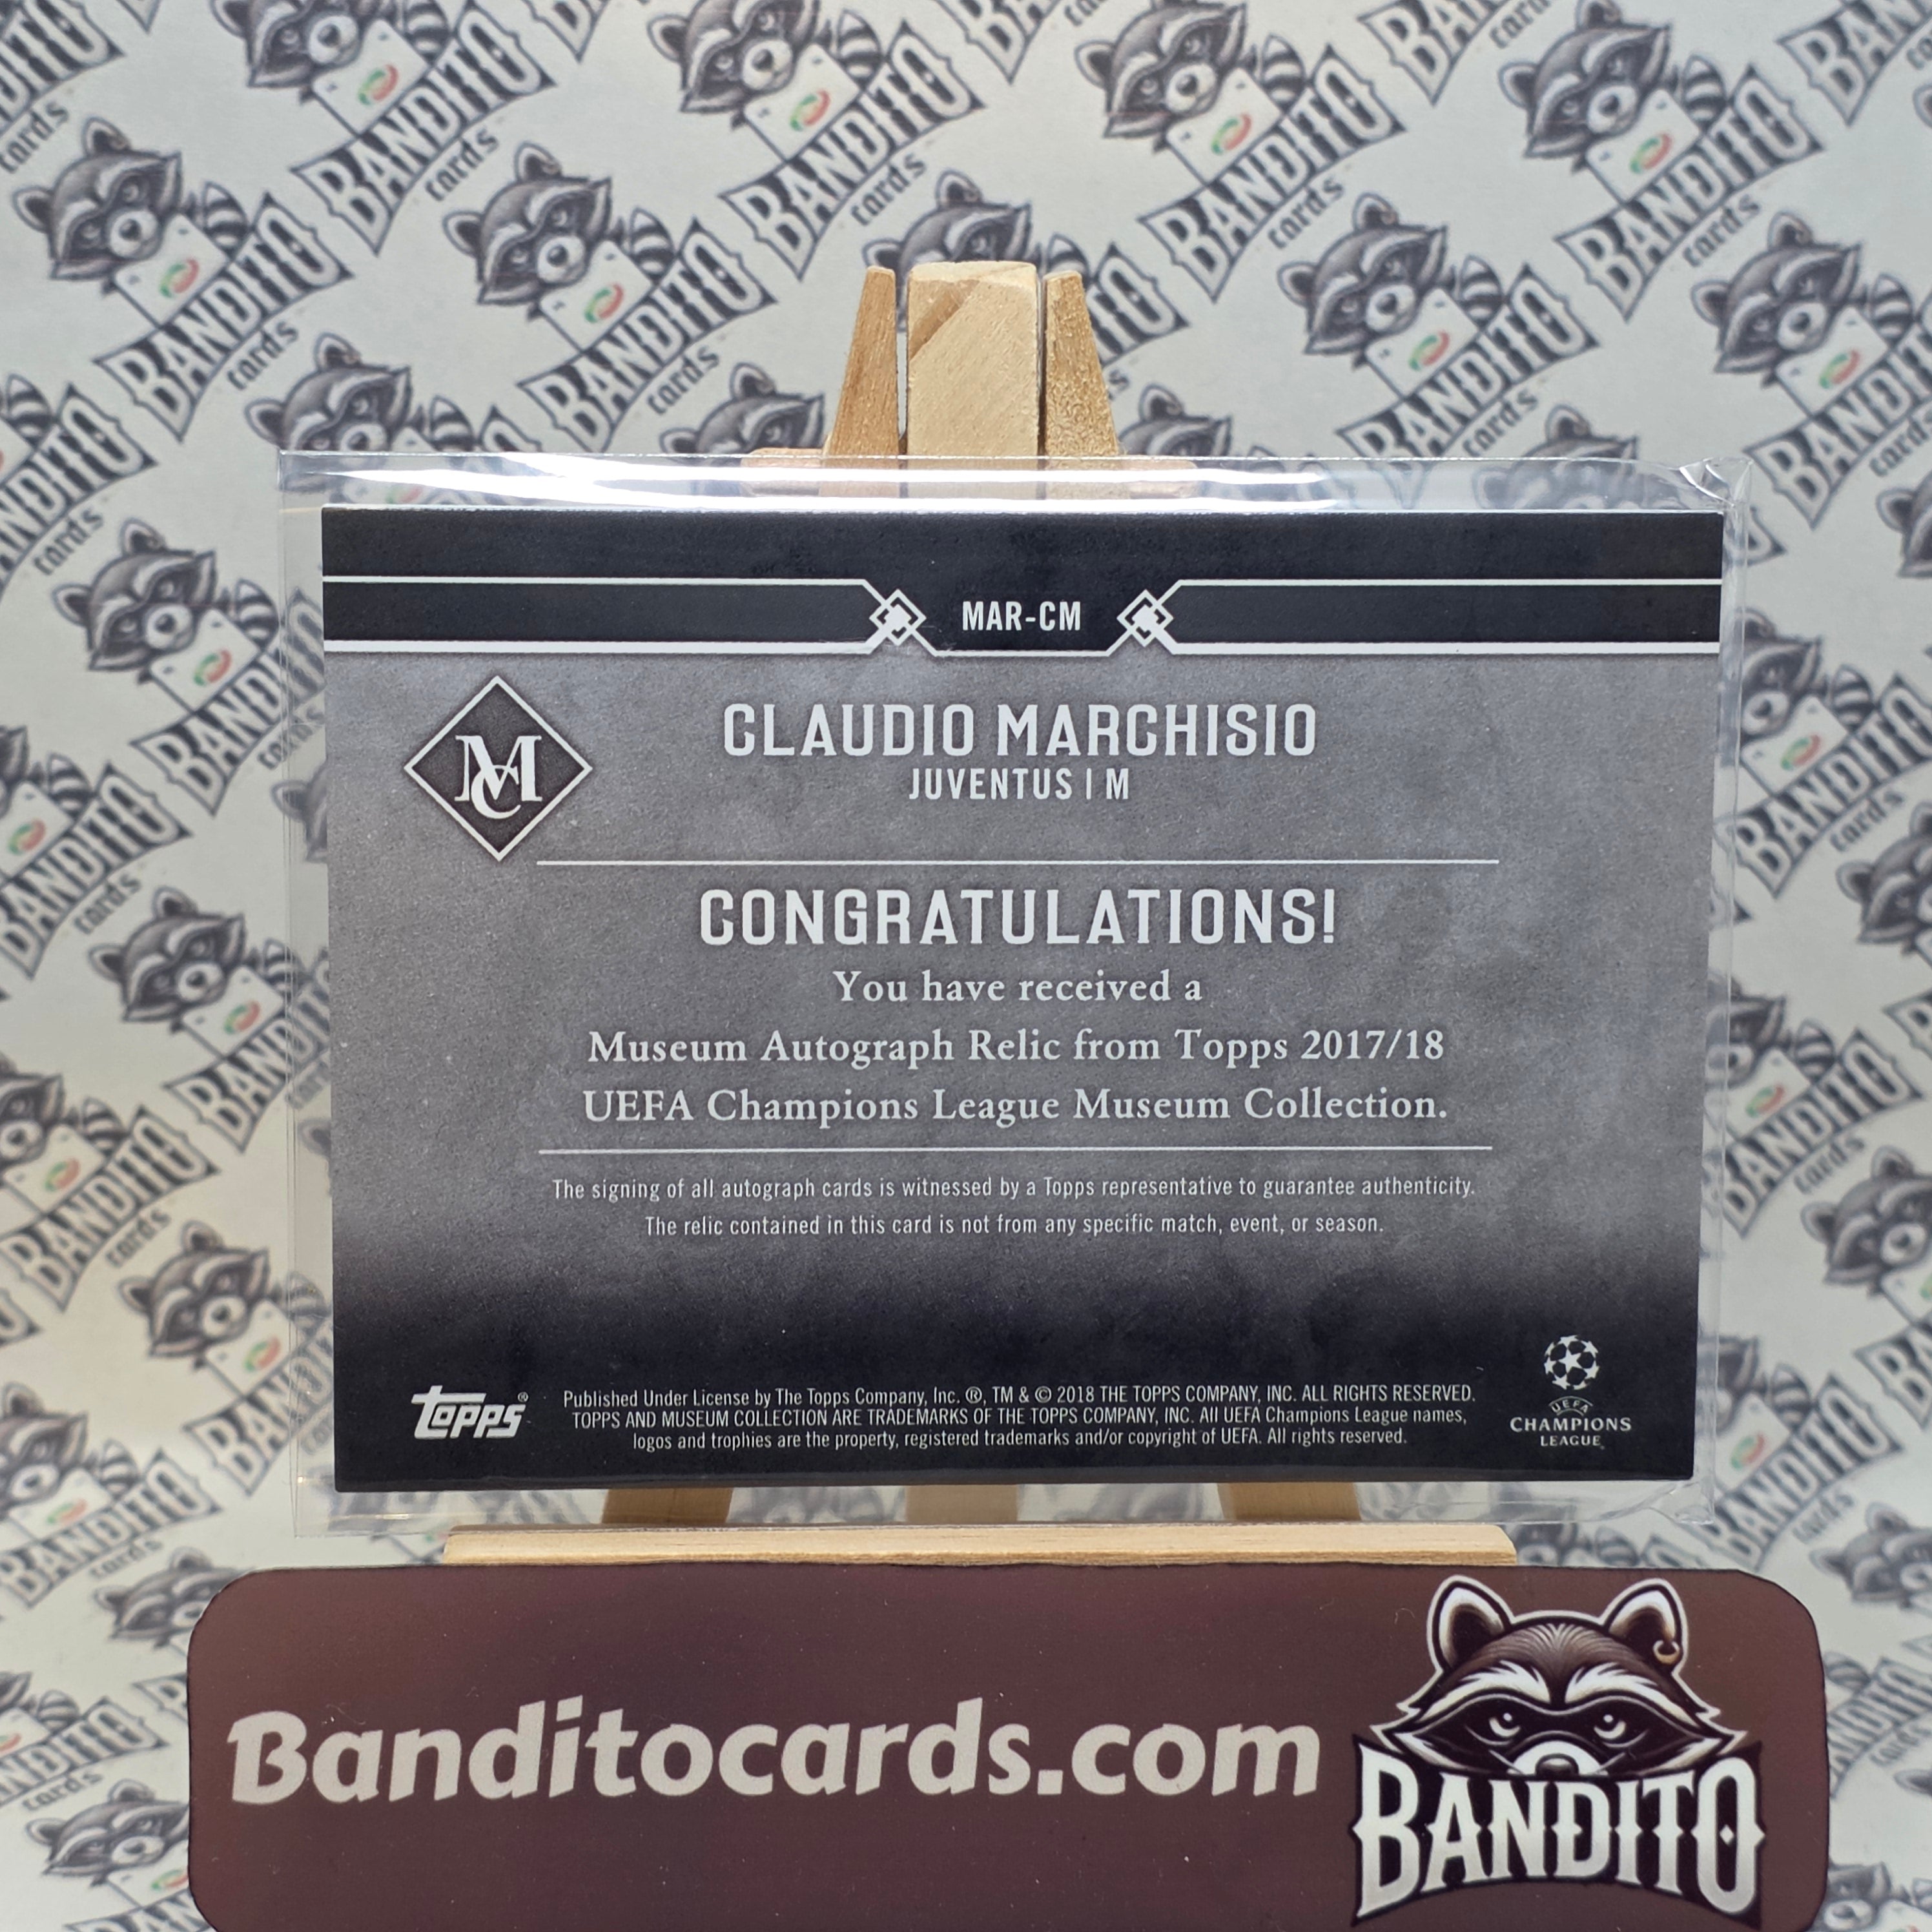 MAR-CM
MC
CLAUDIO MARCHISIO
JUVENTUS | M
CONGRATULATIONS!
You have received a
Museum Autograph Relic from Topps 2017/18
UEFA Champions League Museum Collection.
The signing of all autograph cards is witnessed by a Topps representative to guarantee authenticity.
The relic contained in this card is not from any specific match, event, or season.
topps®
Published Under License by The Topps Company, Inc. ®, TM & © 2018 THE TOPPS COMPANY, INC. ALL RIGHTS RESERVED.
TOPPS AND MUSEUM COLLECTION ARE TRADEMARKS OF THE TOPPS COMPANY, INC. All UEFA Champions League names,
logos and trophies are the property, registered trademarks and/or copyright of UEFA. All rights reserved.
UEFA
CHAMPIONS
LEAGUE
Banditocards.com
BANDITO
BANDITO
cards